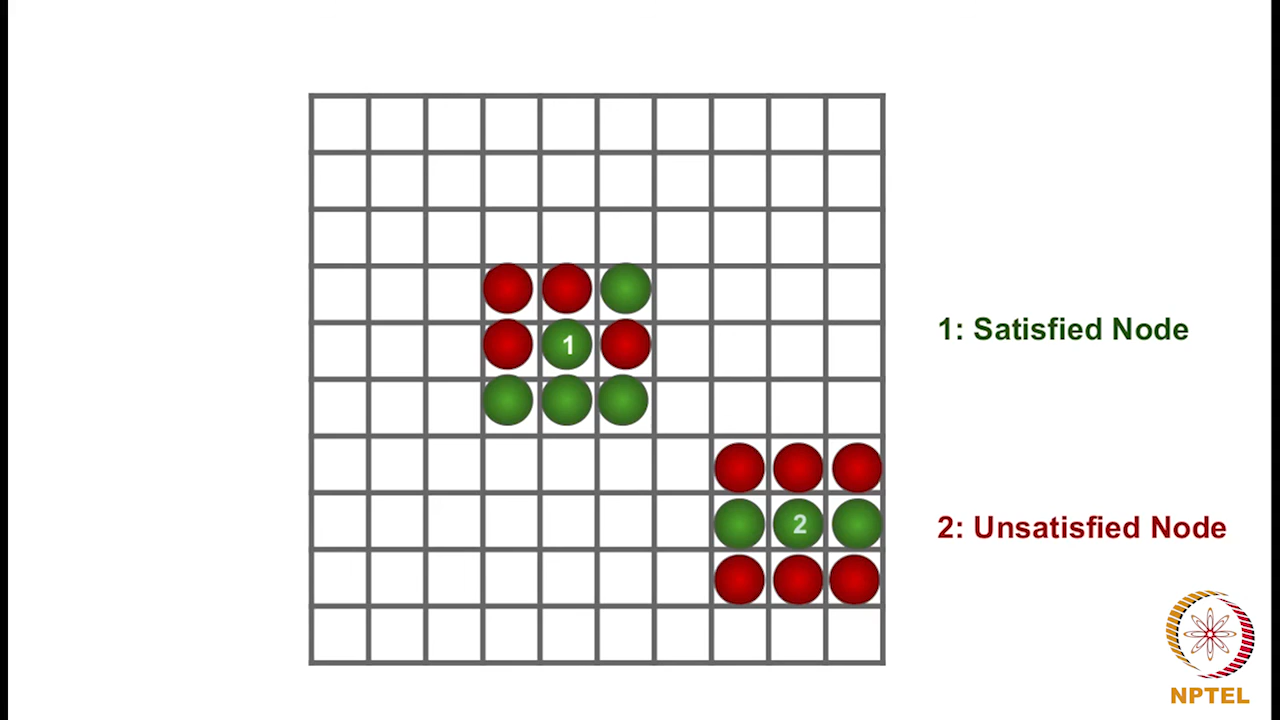 1
1: Satisfied Node
2
2: Unsatisfied Node
NPTEL